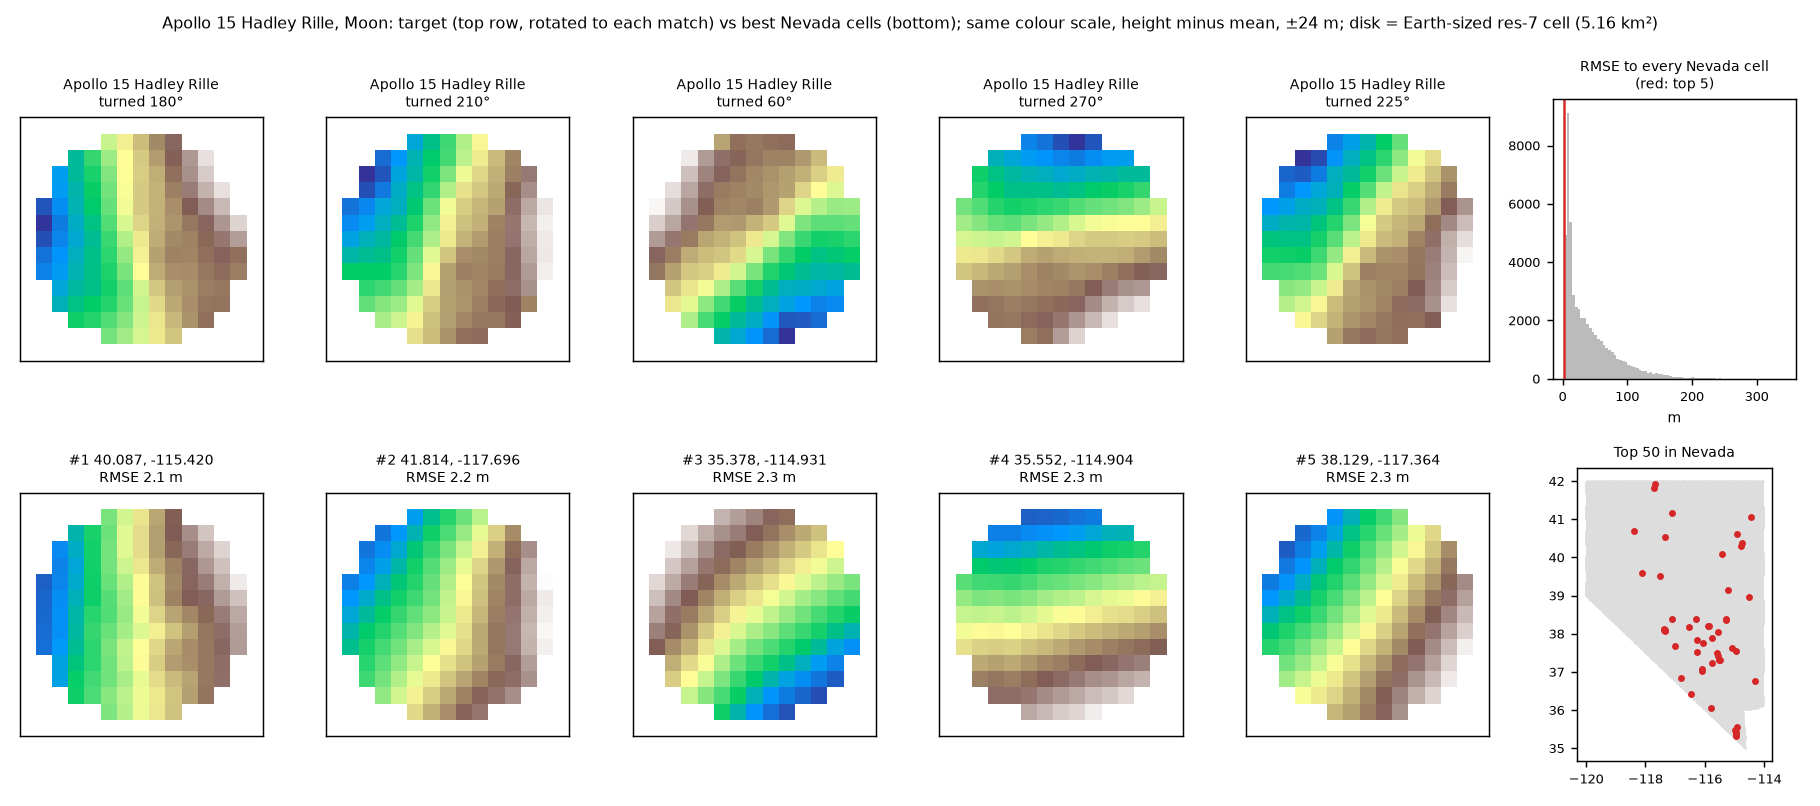 Apollo 15 Hadley Rille, Moon: target (top row, rotated to each match) vs best Nevada cells (bottom); same colour scale, height minus mean, ±24 m; disk = Earth-sized res-7 cell (5.16 km²)
Apollo 15 Hadley Rille
turned 180°
Apollo 15 Hadley Rille
turned 210°
Apollo 15 Hadley Rille
turned 60°
Apollo 15 Hadley Rille
turned 270°
Apollo 15 Hadley Rille
turned 225°
RMSE to every Nevada cell
(red: top 5)
8000
6000
4000
2000
0
0 100 200 300
m
#1 40.087, -115.420
RMSE 2.1 m
#2 41.814, -117.696
RMSE 2.2 m
#3 35.378, -114.931
RMSE 2.3 m
#4 35.552, -114.904
RMSE 2.3 m
#5 38.129, -117.364
RMSE 2.3 m
Top 50 in Nevada
42
41
40
39
38
37
36
35
−120 −118 −116 −114